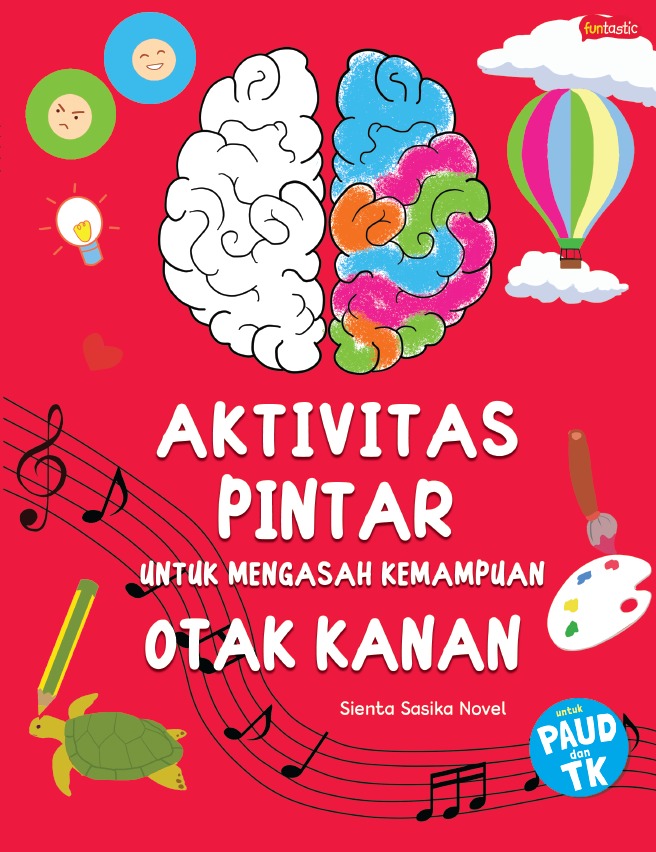 funtastic
AKTIVITAS
PINTAR
UNTUK MENGASAH KEMAMPUAN
OTAK KANAN
Sienta Sasika Novel
untuk
PAUD
dan
TK